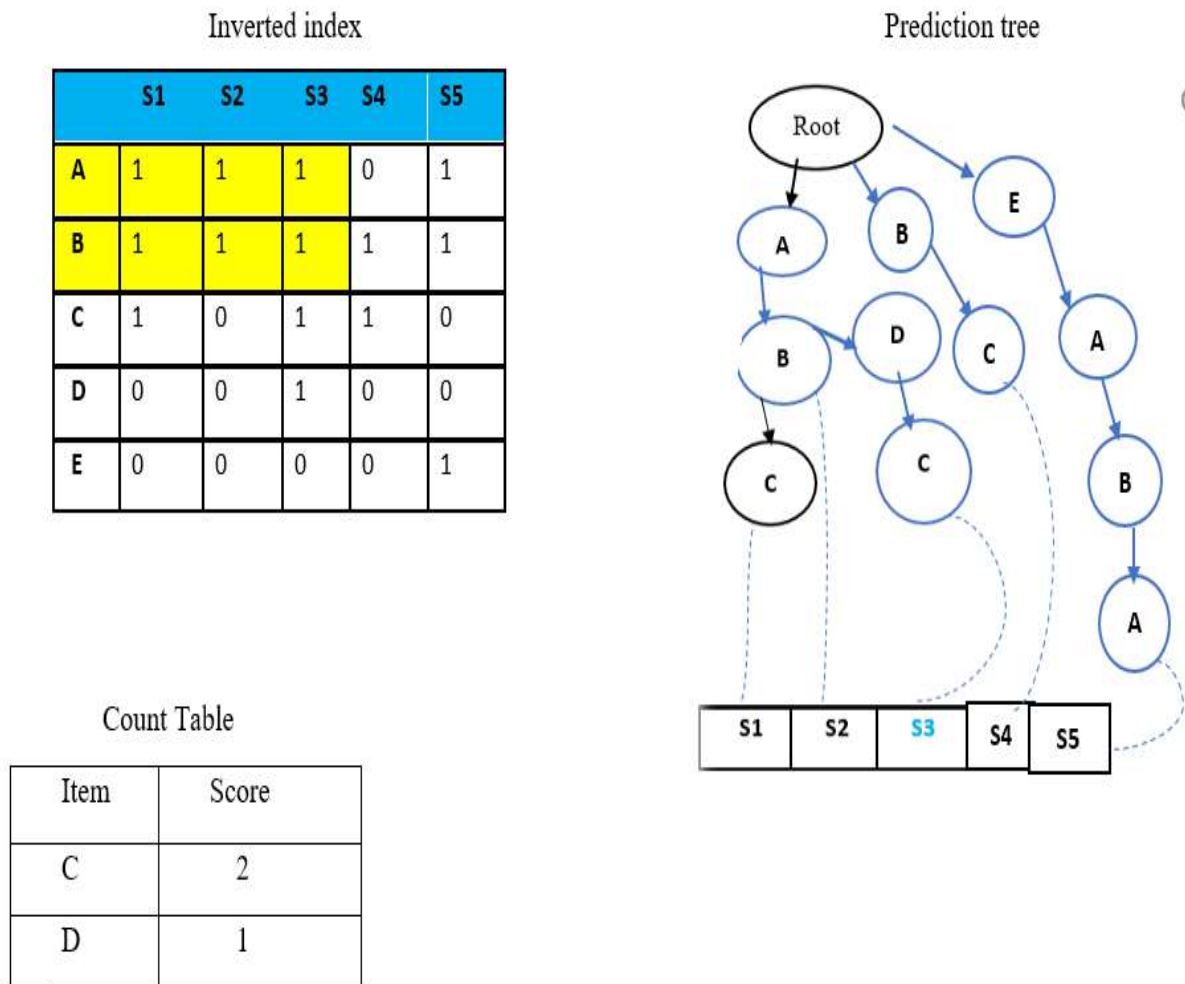 Inverted index
Prediction tree
S1 S2 S3 S4 S5
A 1 1 1 0 1
B 1 1 1 1 1
C 1 0 1 1 0
D 0 0 1 0 0
E 0 0 0 0 1
Root
E
A B
B D C A
C C B
A
S1 S2 S3 S4 S5
Count Table
Item Score
C 2
D 1